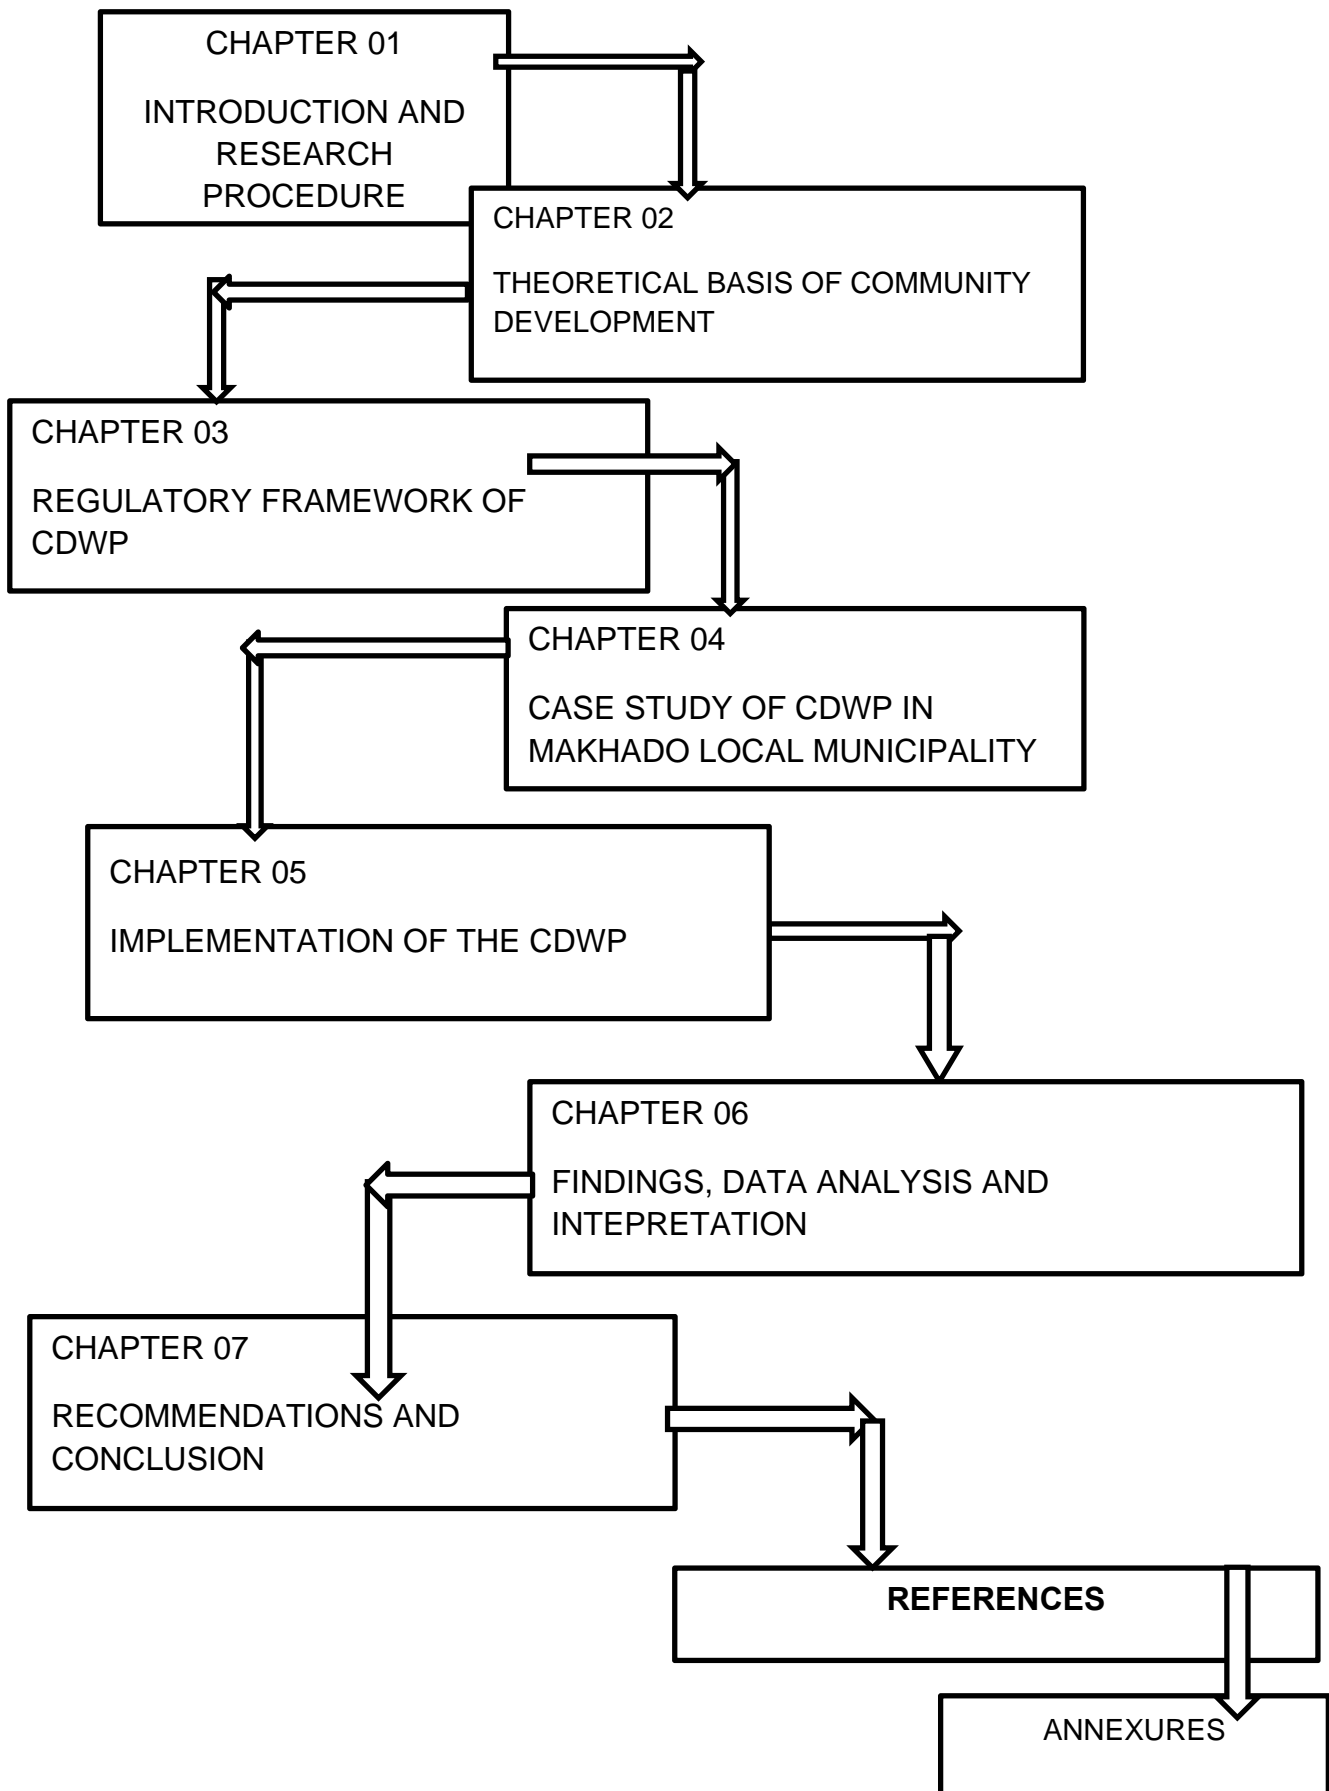 CHAPTER 01
INTRODUCTION AND
RESEARCH
PROCEDURE
CHAPTER 02
THEORETICAL BASIS OF COMMUNITY
DEVELOPMENT
CHAPTER 03
REGULATORY FRAMEWORK OF
CDWP
CHAPTER 04
CASE STUDY OF CDWP IN
MAKHADO LOCAL MUNICIPALITY
CHAPTER 05
IMPLEMENTATION OF THE CDWP
CHAPTER 06
FINDINGS, DATA ANALYSIS AND
INTEPRETATION
CHAPTER 07
RECOMMENDATIONS AND
CONCLUSION
REFERENCES
ANNEXURES